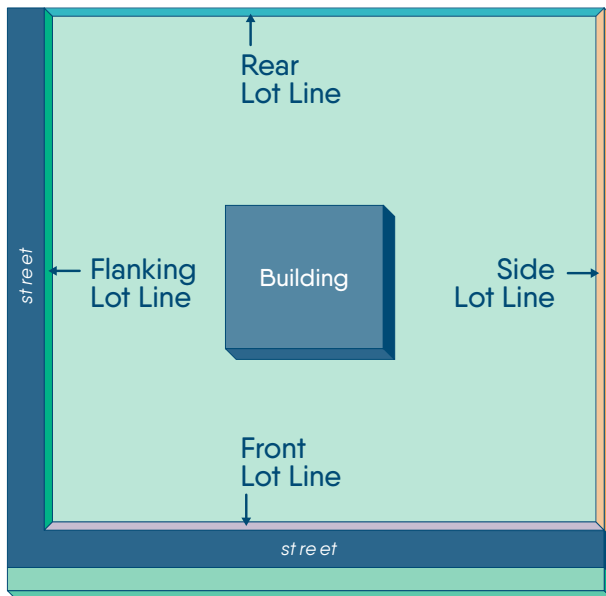 Rear
Lot Line
street
Flanking
Lot Line
Building
Side
Lot Line
Front
Lot Line
street